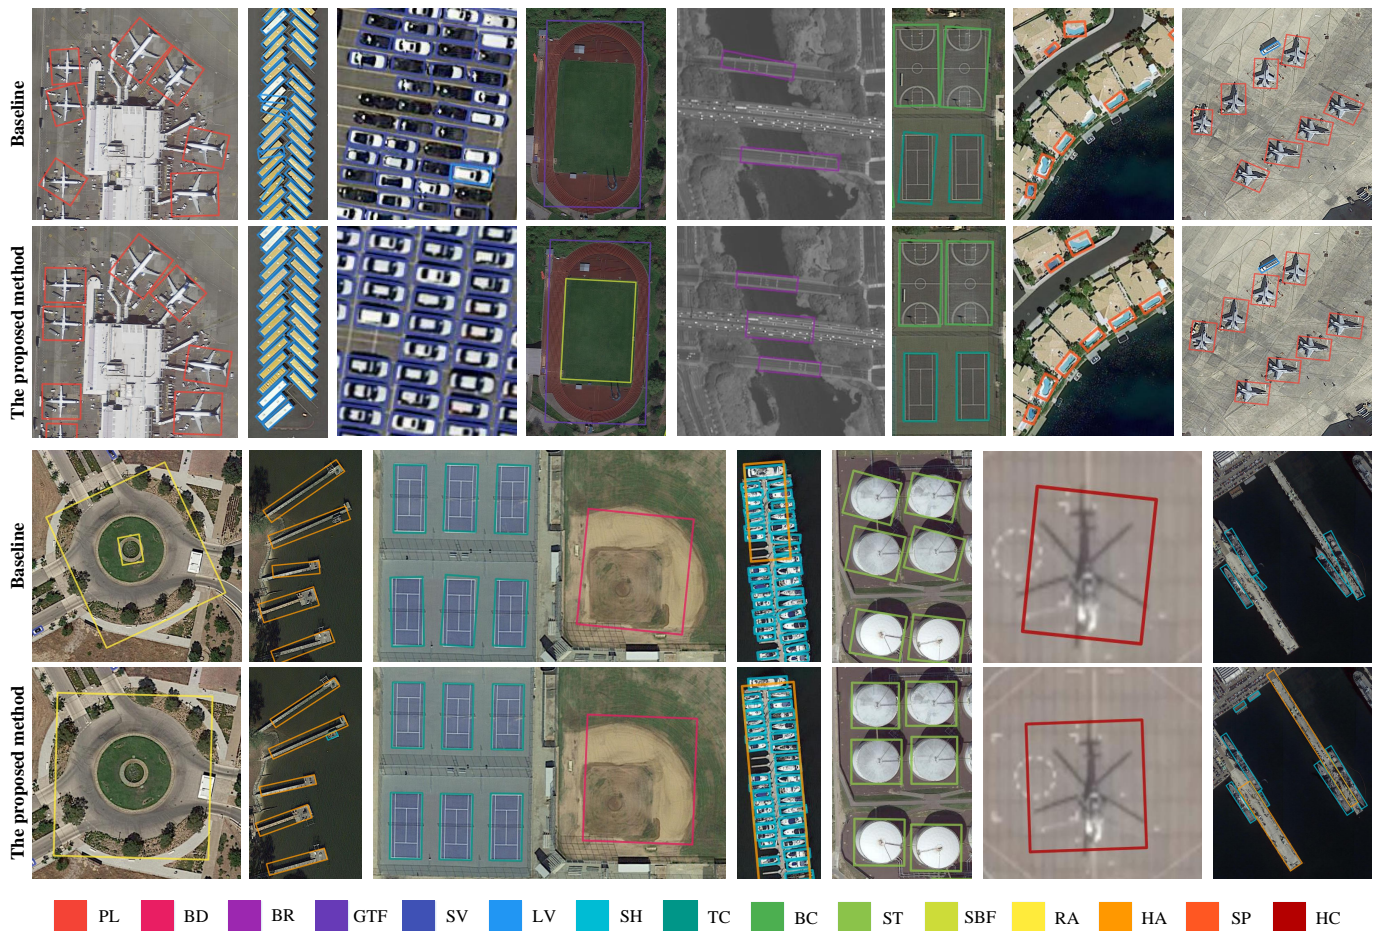 Baseline
The proposed method
Baseline
The proposed method
PL BD BR GTF SV LV SH TC BC ST SBF RA HA SP HC